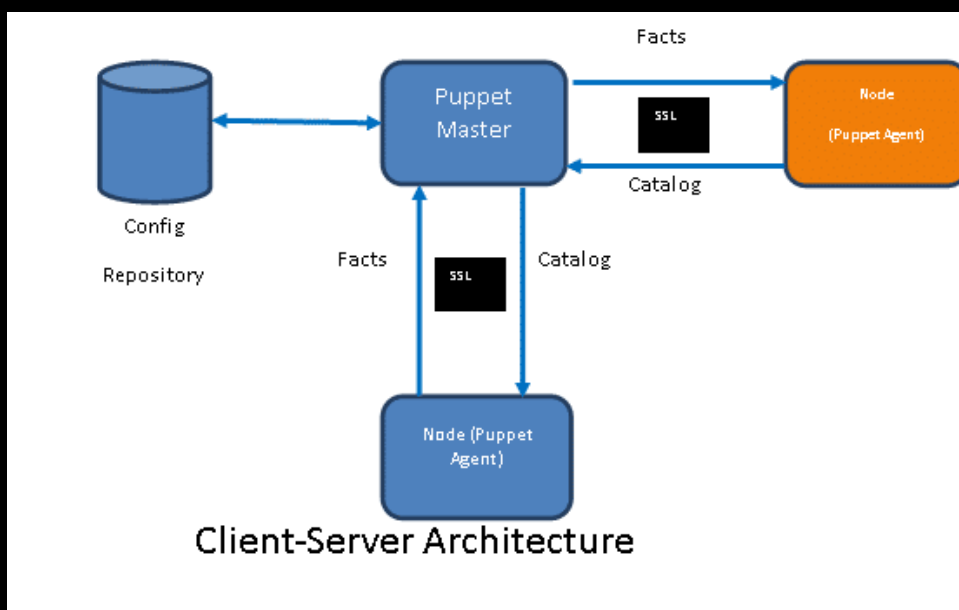 Facts
Puppet
Master
SSL
Node
(Puppet Agent)
Catalog
Config
Repository
Facts
SSL
Catalog
Node (Puppet
Agent)
Client-Server Architecture